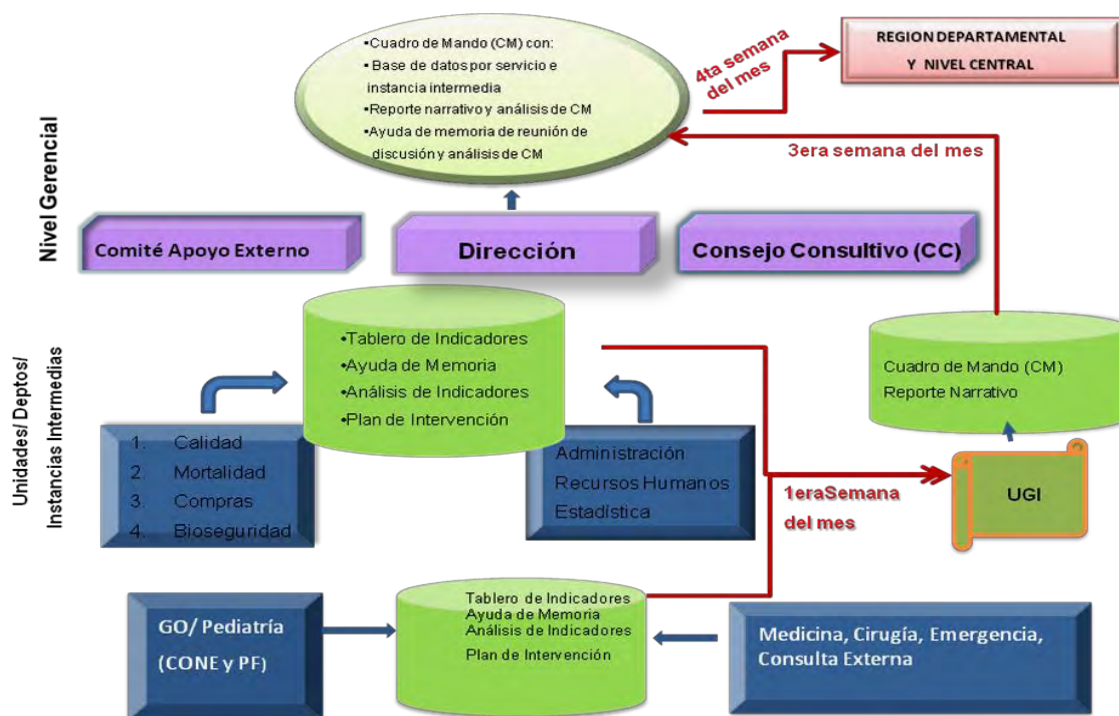 •Cuadro de Mando (CM) con:
• Base de datos por servicio e
instancia intermedia
•Reporte narrativo y análisis de CM
•Ayuda de memoria de reunión de
discusión y análisis de CM
4ta semana
del mes
REGION DEPARTAMENTAL
Y NIVEL CENTRAL
3era semana del mes
Nivel Gerencial
Comité Apoyo Externo
Dirección
Consejo Consultivo (CC)
Unidades/ Deptos/
Instancias Intermedias
•Tablero de Indicadores
•Ayuda de Memoria
•Análisis de Indicadores
•Plan de Intervención
Cuadro de Mando (CM)
Reporte Narrativo
1. Calidad
2. Mortalidad
3. Compras
4. Bioseguridad
Administración
Recursos Humanos
Estadística
1eraSemana
del mes
UGI
GO/ Pediatría
(CONE y PF)
Tablero de Indicadores
Ayuda de Memoria
Análisis de Indicadores
Plan de Intervención
Medicina, Cirugía, Emergencia,
Consulta Externa